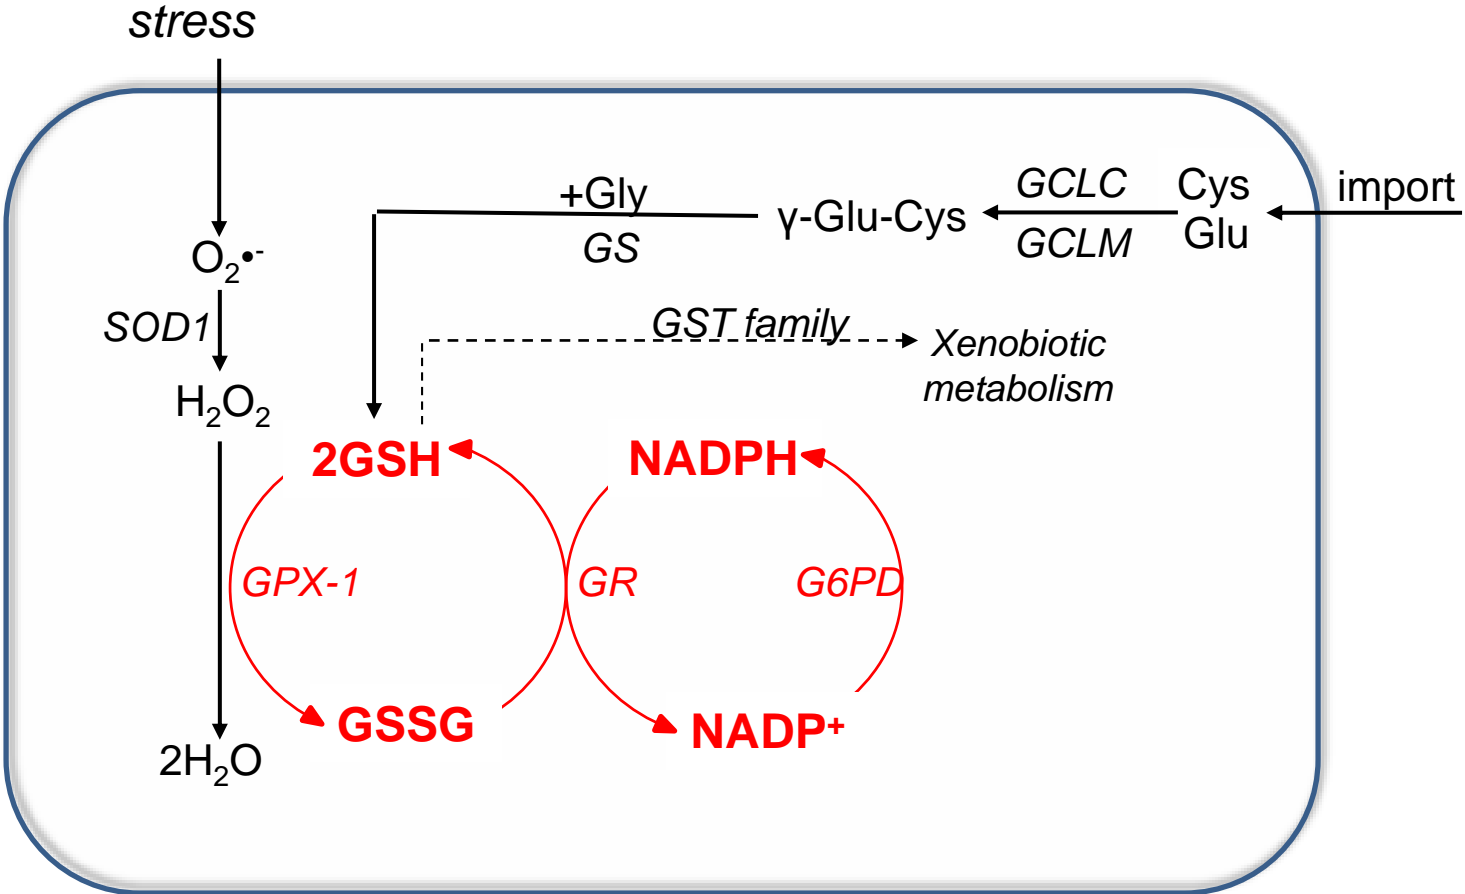 stress
+Gly
GS
γ-Glu-Cys
GCLC
GCLM
Cys
Glu
import
O₂•-
SOD1
H₂O₂
GST family
Xenobiotic
metabolism
2GSH
NADPH
GPX-1
GR
G6PD
GSSG
NADP⁺
2H₂O